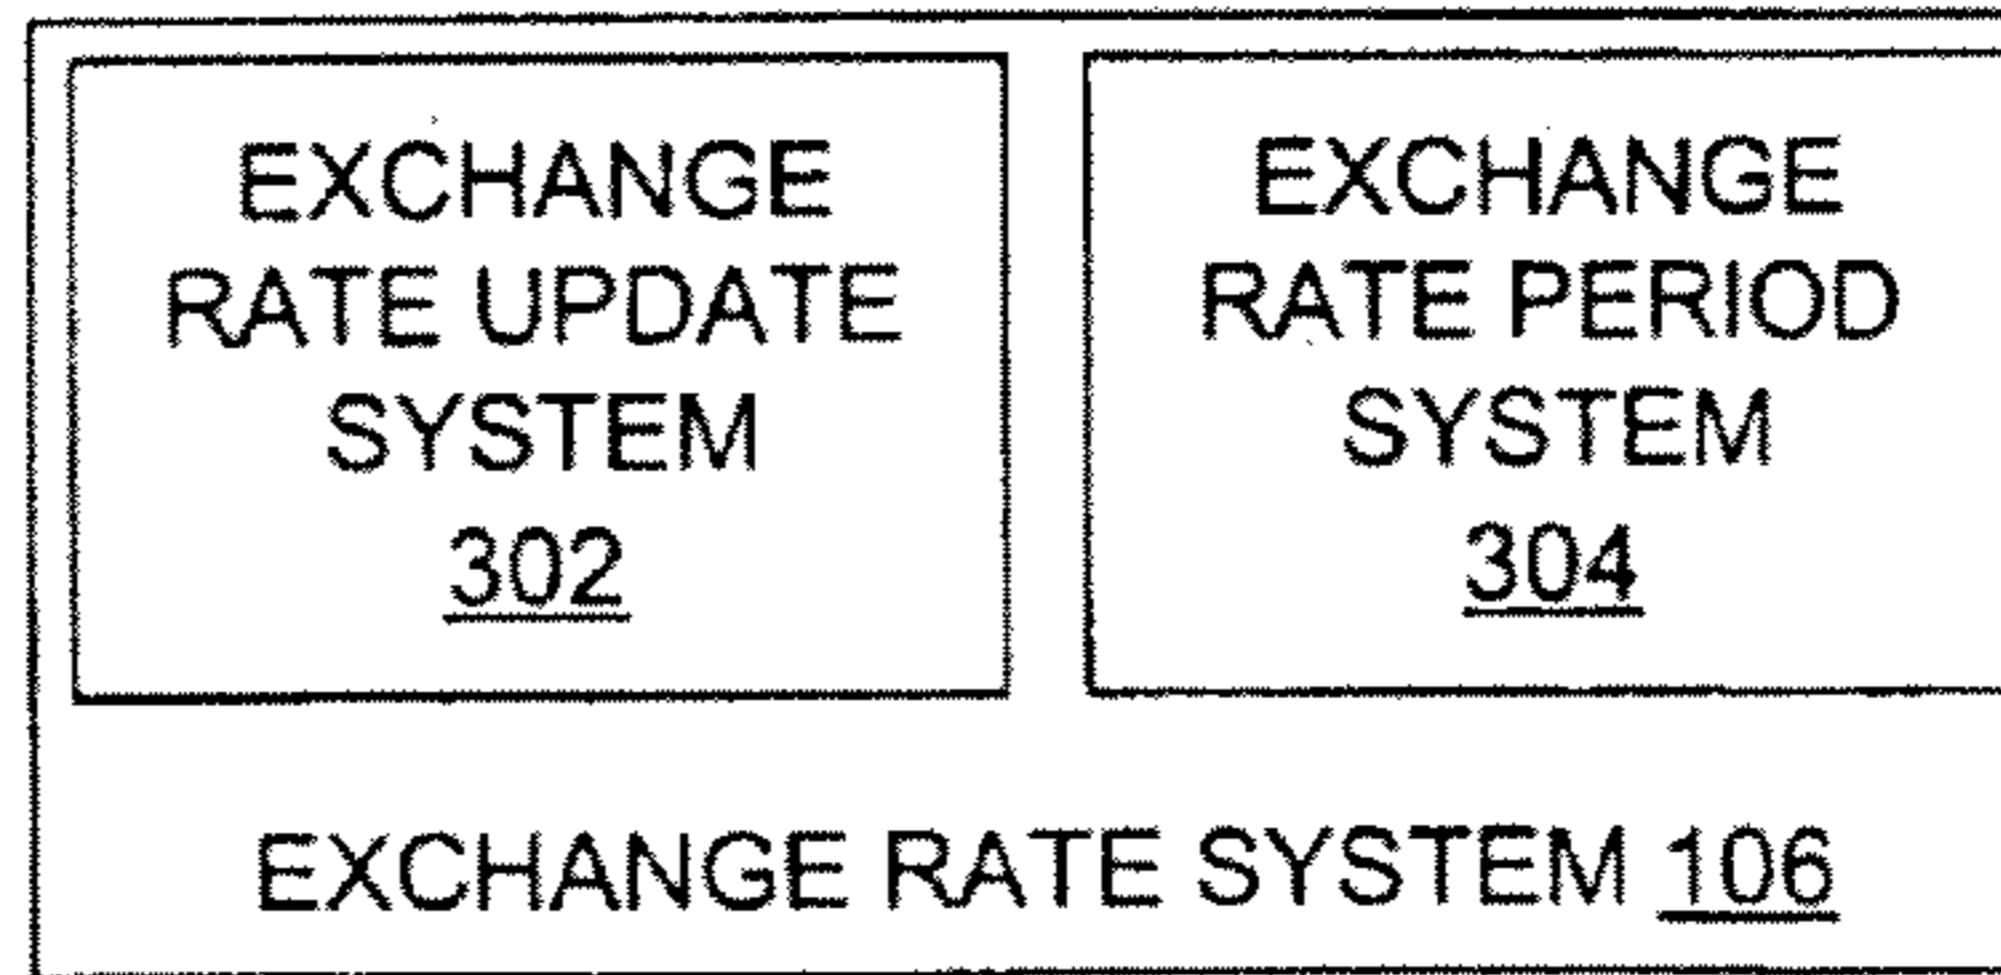 EXCHANGE
RATE UPDATE
SYSTEM
302
EXCHANGE
RATE PERIOD
SYSTEM
304
EXCHANGE RATE SYSTEM 106